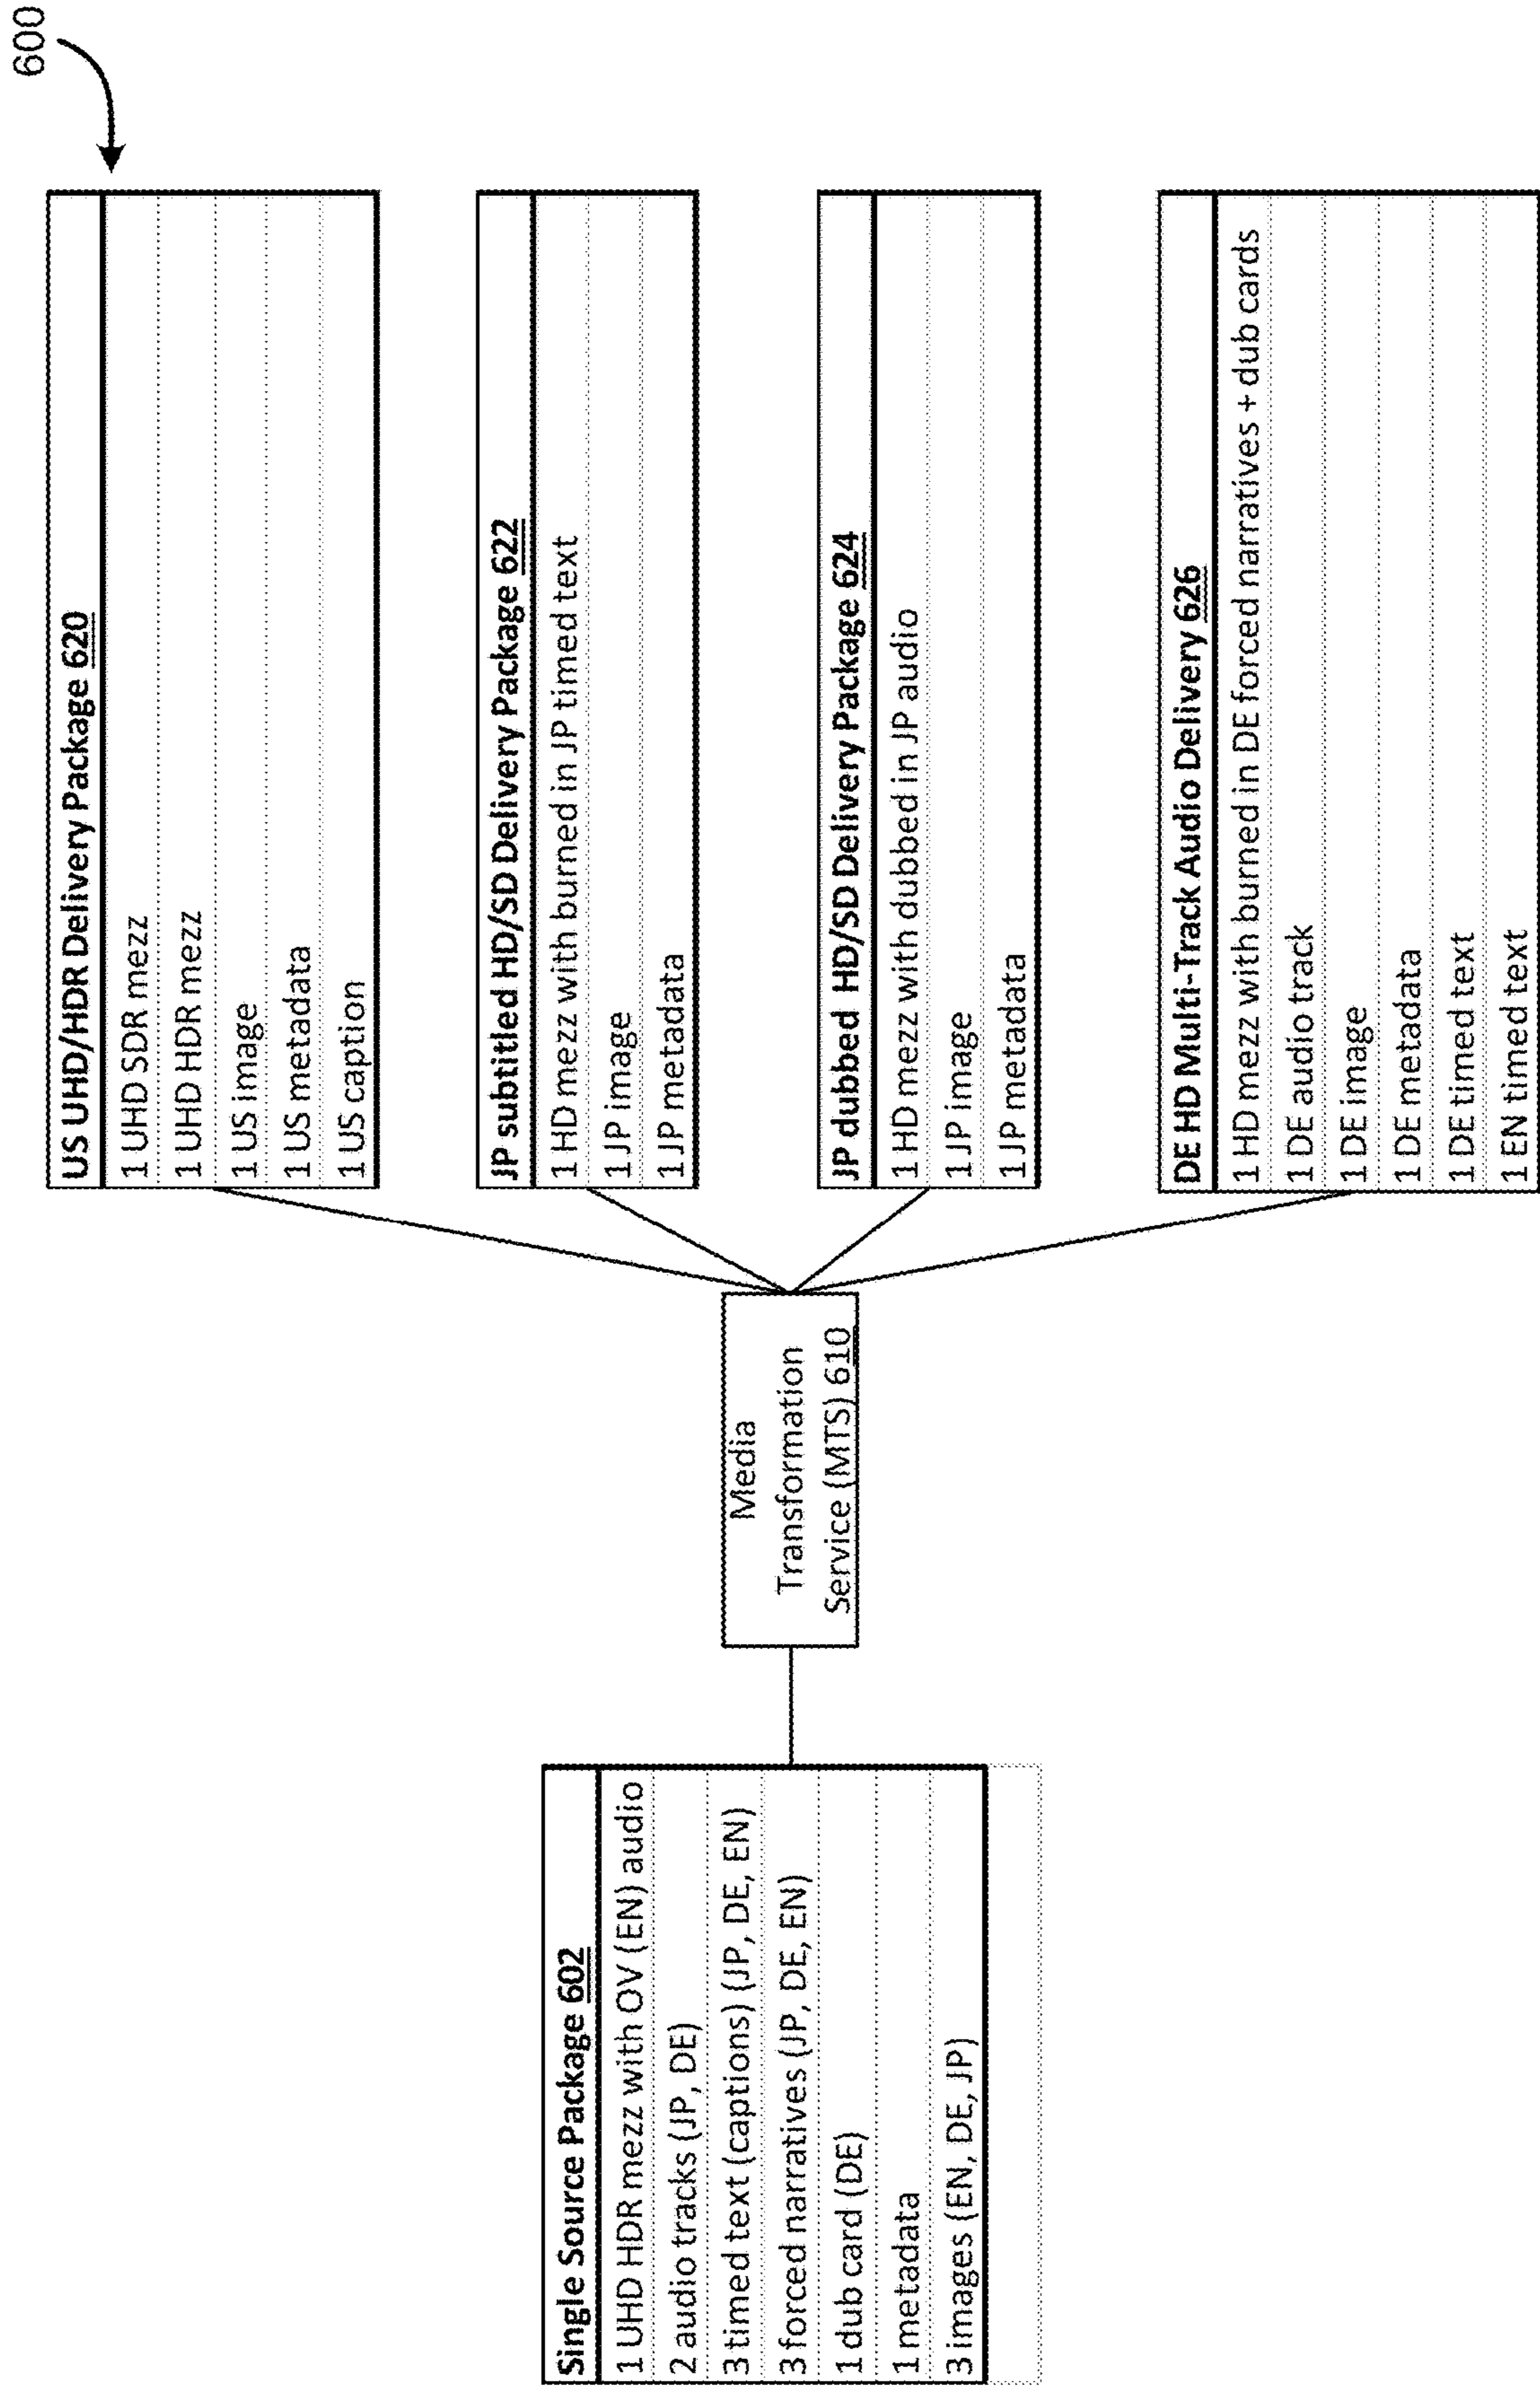 600
Single Source Package 602
1 UHD HDR mezz with OV (EN) audio
2 audio tracks (JP, DE)
3 timed text (captions) (JP, DE, EN)
3 forced narratives (JP, DE, EN)
1 dub card (DE)
1 metadata
3 images (EN, DE, JP)
Media
Transformation
Service (MTS) 610
US UHD/HDR Delivery Package 620
1 UHD SDR mezz
1 UHD HDR mezz
1 US image
1 US metadata
1 US caption
JP subtitled HD/SD Delivery Package 622
1 HD mezz with burned in JP timed text
1 JP image
1 JP metadata
JP dubbed HD/SD Delivery Package 624
1 HD mezz with dubbed in JP audio
1 JP image
1 JP metadata
DE HD Multi-Track Audio Delivery 626
1 HD mezz with burned in DE forced narratives + dub cards
1 DE audio track
1 DE image
1 DE metadata
1 DE timed text
1 EN timed text